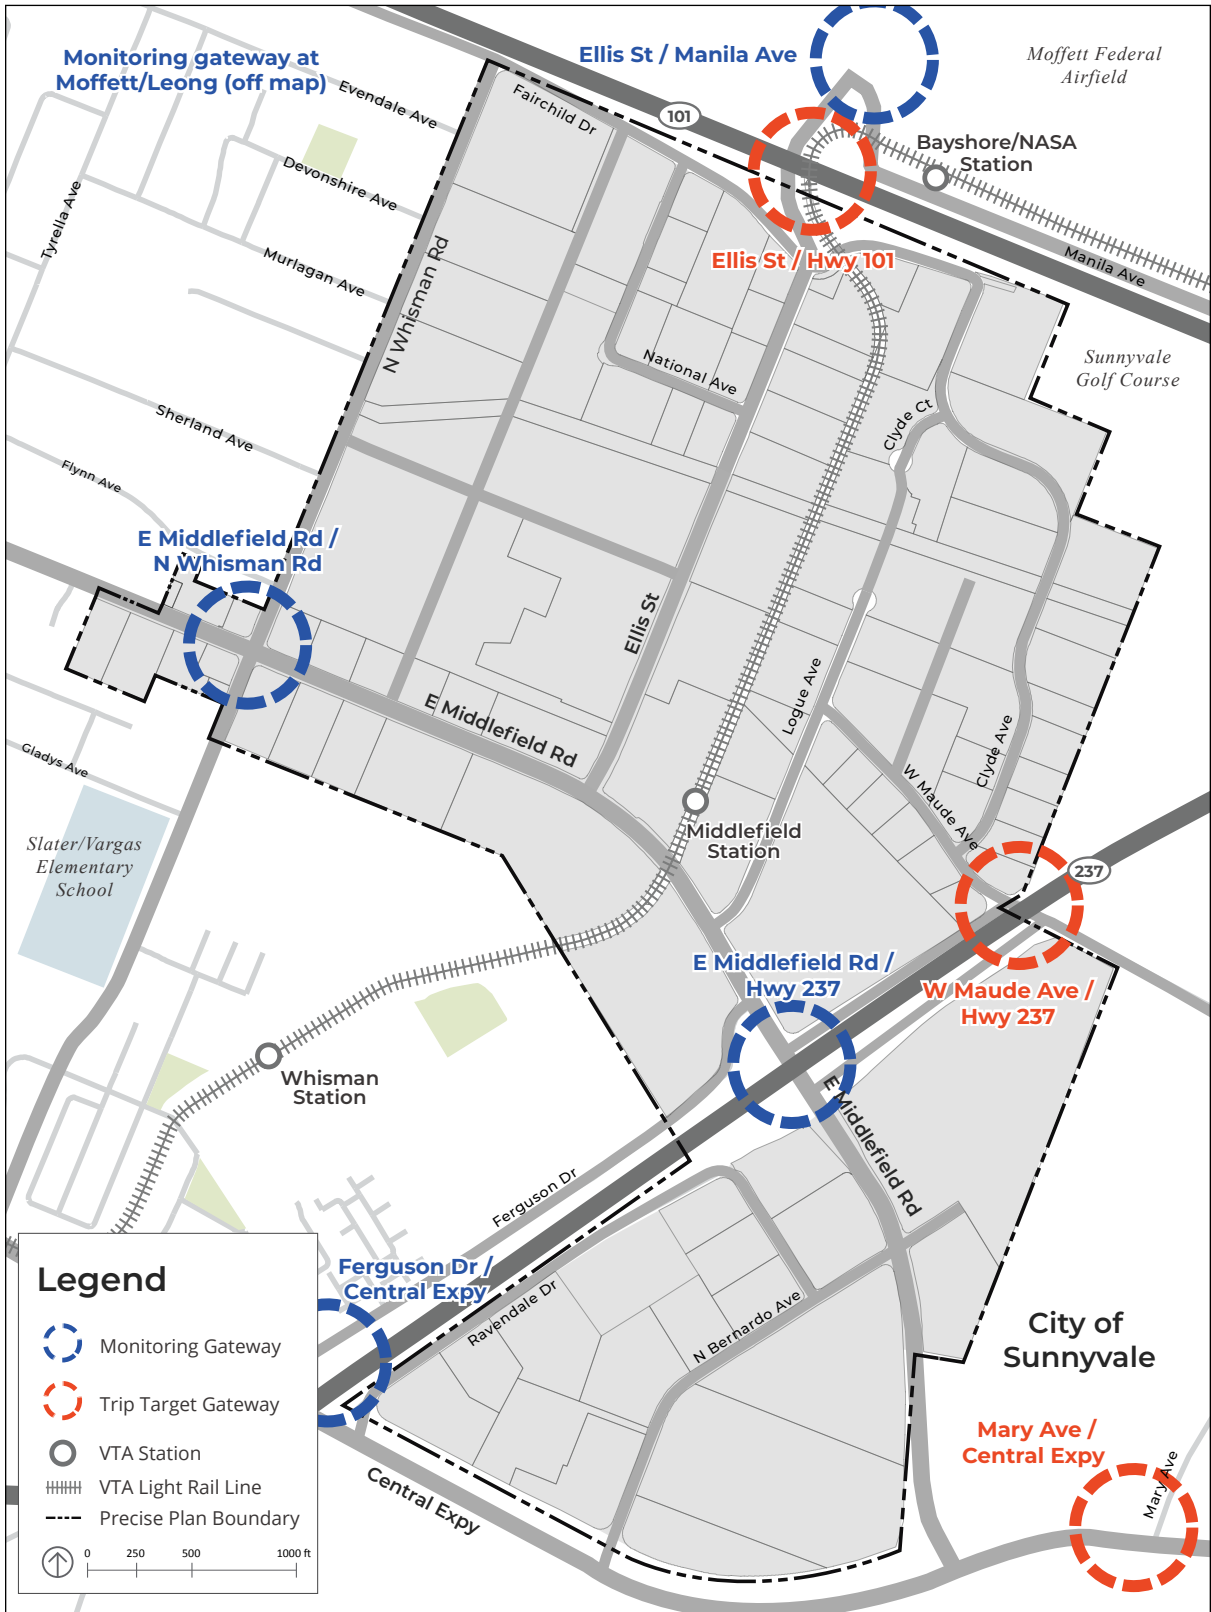 Monitoring gateway at
Moffett/Leong (off map)
Ellis St / Manila Ave
Moffett Federal
Airfield
Evendale Ave
Fairchild Dr
101
Bayshore/NASA
Station
Devonshire Ave
Tyrella Ave
Murlagan Ave
N Whisman Rd
Ellis St / Hwy 101
Manila Ave
Sunnyvale
Golf Course
National Ave
Clyde Ct
Sherland Ave
Flynn Ave
E Middlefield Rd /
N Whisman Rd
Ellis St
Logue Ave
E Middlefield Rd
Clyde Ave
W Maude Ave
Gladys Ave
Middlefield
Station
Slater/Vargas
Elementary
School
237
E Middlefield Rd /
Hwy 237
W Maude Ave /
Hwy 237
Whisman
Station
E Middlefield Rd
Ferguson Dr
Ferguson Dr /
Central Expy
Ravendale Dr
N Bernardo Ave
City of
Sunnyvale
Mary Ave /
Central Expy
Mary Ave
Central Expy
Legend
Monitoring Gateway
Trip Target Gateway
VTA Station
VTA Light Rail Line
Precise Plan Boundary
0 250 500 1000 ft